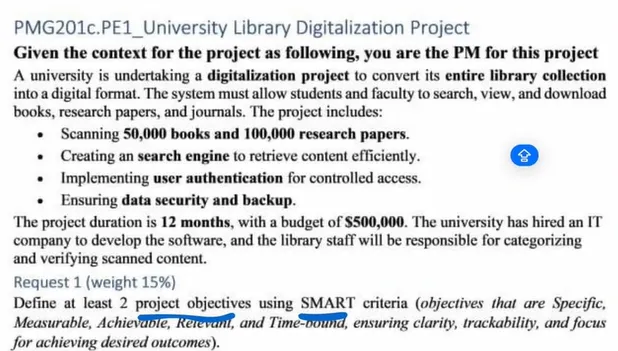 PMG201c.PE1_University Library Digitalization Project
Given the context for the project as following, you are the PM for this project
A university is undertaking a digitalization project to convert its entire library collection
into a digital format. The system must allow students and faculty to search, view, and download
books, research papers, and journals. The project includes:
• Scanning 50,000 books and 100,000 research papers.
• Creating an search engine to retrieve content efficiently.
• Implementing user authentication for controlled access.
• Ensuring data security and backup.
The project duration is 12 months, with a budget of $500,000. The university has hired an IT
company to develop the software, and the library staff will be responsible for categorizing
and verifying scanned content.
Request 1 (weight 15%)
Define at least 2 project objectives using SMART criteria (objectives that are Specific,
Measurable, Achievable, Relevant, and Time-bound, ensuring clarity, trackability, and focus
for achieving desired outcomes).